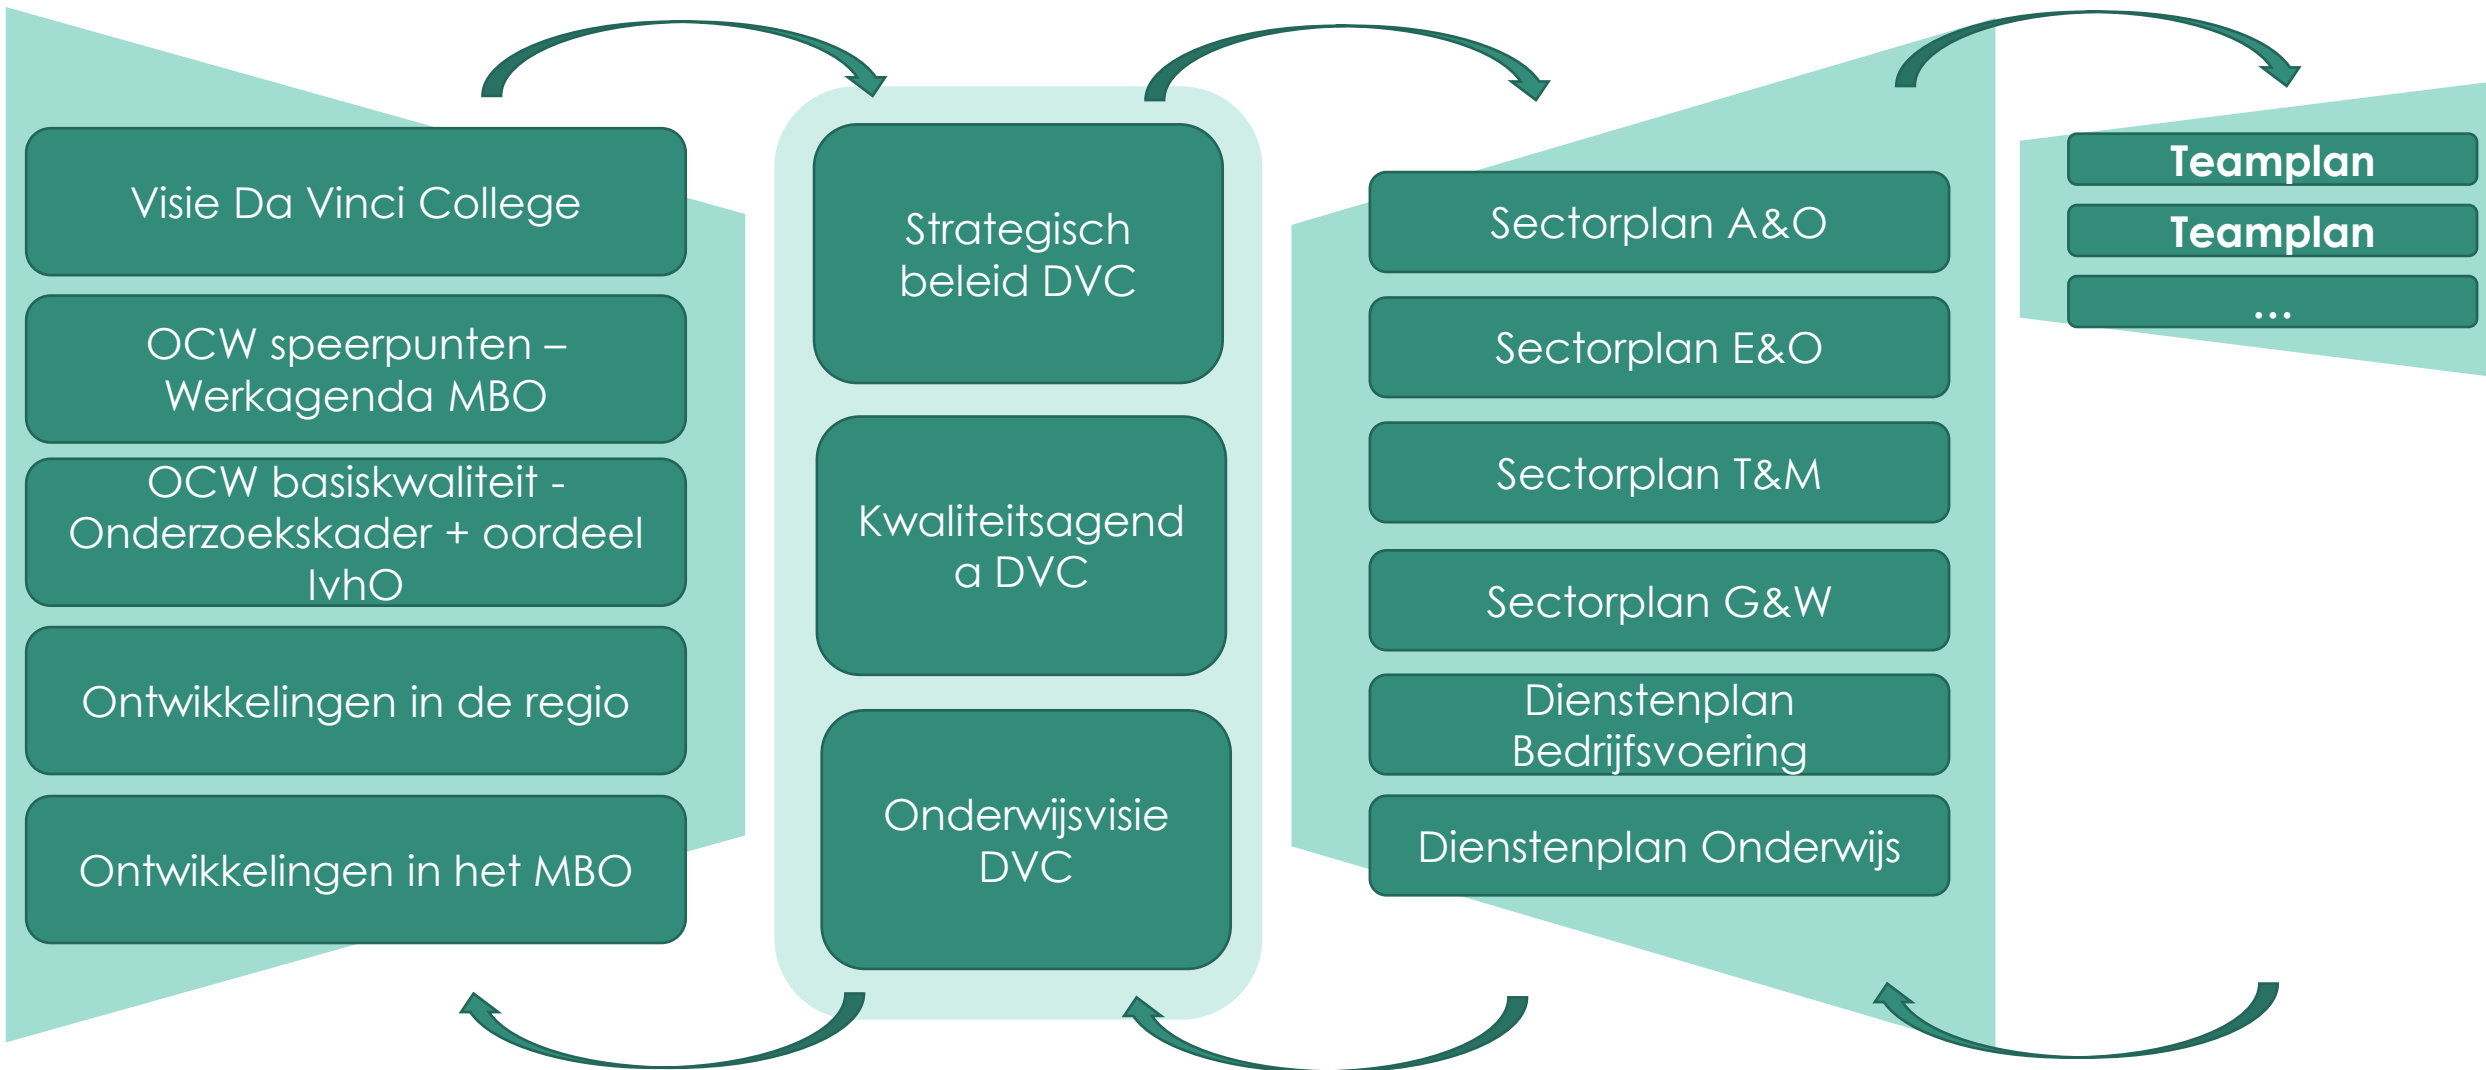 Visie Da Vinci College
OCW speerpunten –
Werkagenda MBO
OCW basiskwaliteit -
Onderzoekskader + oordeel
IvhO
Ontwikkelingen in de regio
Ontwikkelingen in het MBO
Strategisch
beleid DVC
Kwaliteitsagend
a DVC
Onderwijsvisie
DVC
Sectorplan A&O
Sectorplan E&O
Sectorplan T&M
Sectorplan G&W
Dienstenplan
Bedrijfsvoering
Dienstenplan Onderwijs
Teamplan
Teamplan
...